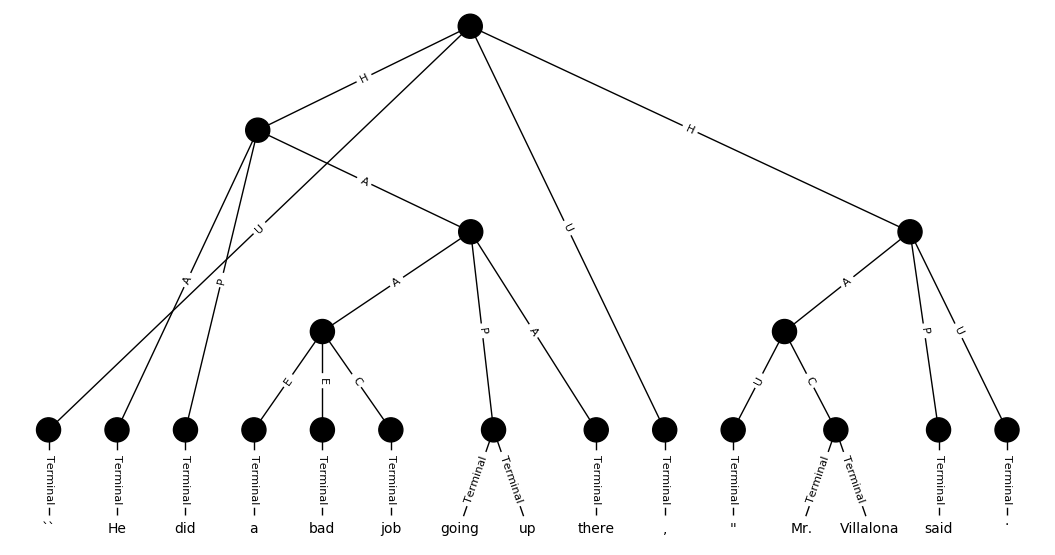 H
H
A
U
U
A
P
A
A
P
A
P
U
E
E
C
U
C
Terminal Terminal Terminal Terminal Terminal Terminal Terminal Terminal Terminal Terminal Terminal Terminal Terminal Terminal Terminal
`` He did a bad job going up there , " Mr. Villalona said .